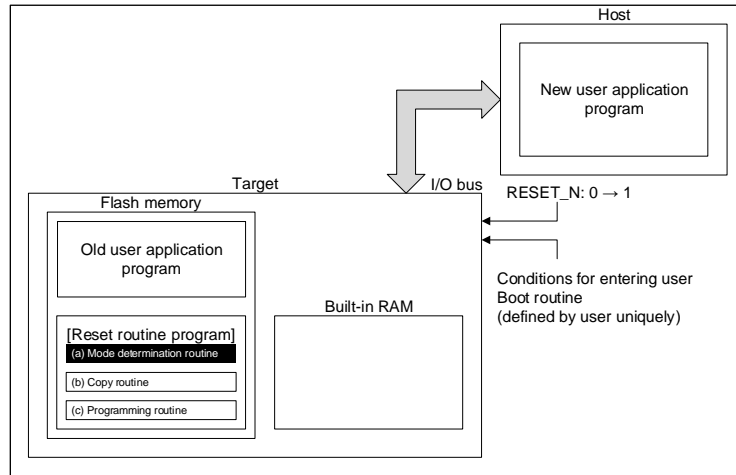 Host
New user application
program
Target
I/O bus
RESET_N: 0 → 1
Flash memory
Old user application
program
Conditions for entering user
Boot routine
(defined by user uniquely)
Built-in RAM
[Reset routine program]
(a) Mode determination routine
(b) Copy routine
(c) Programming routine